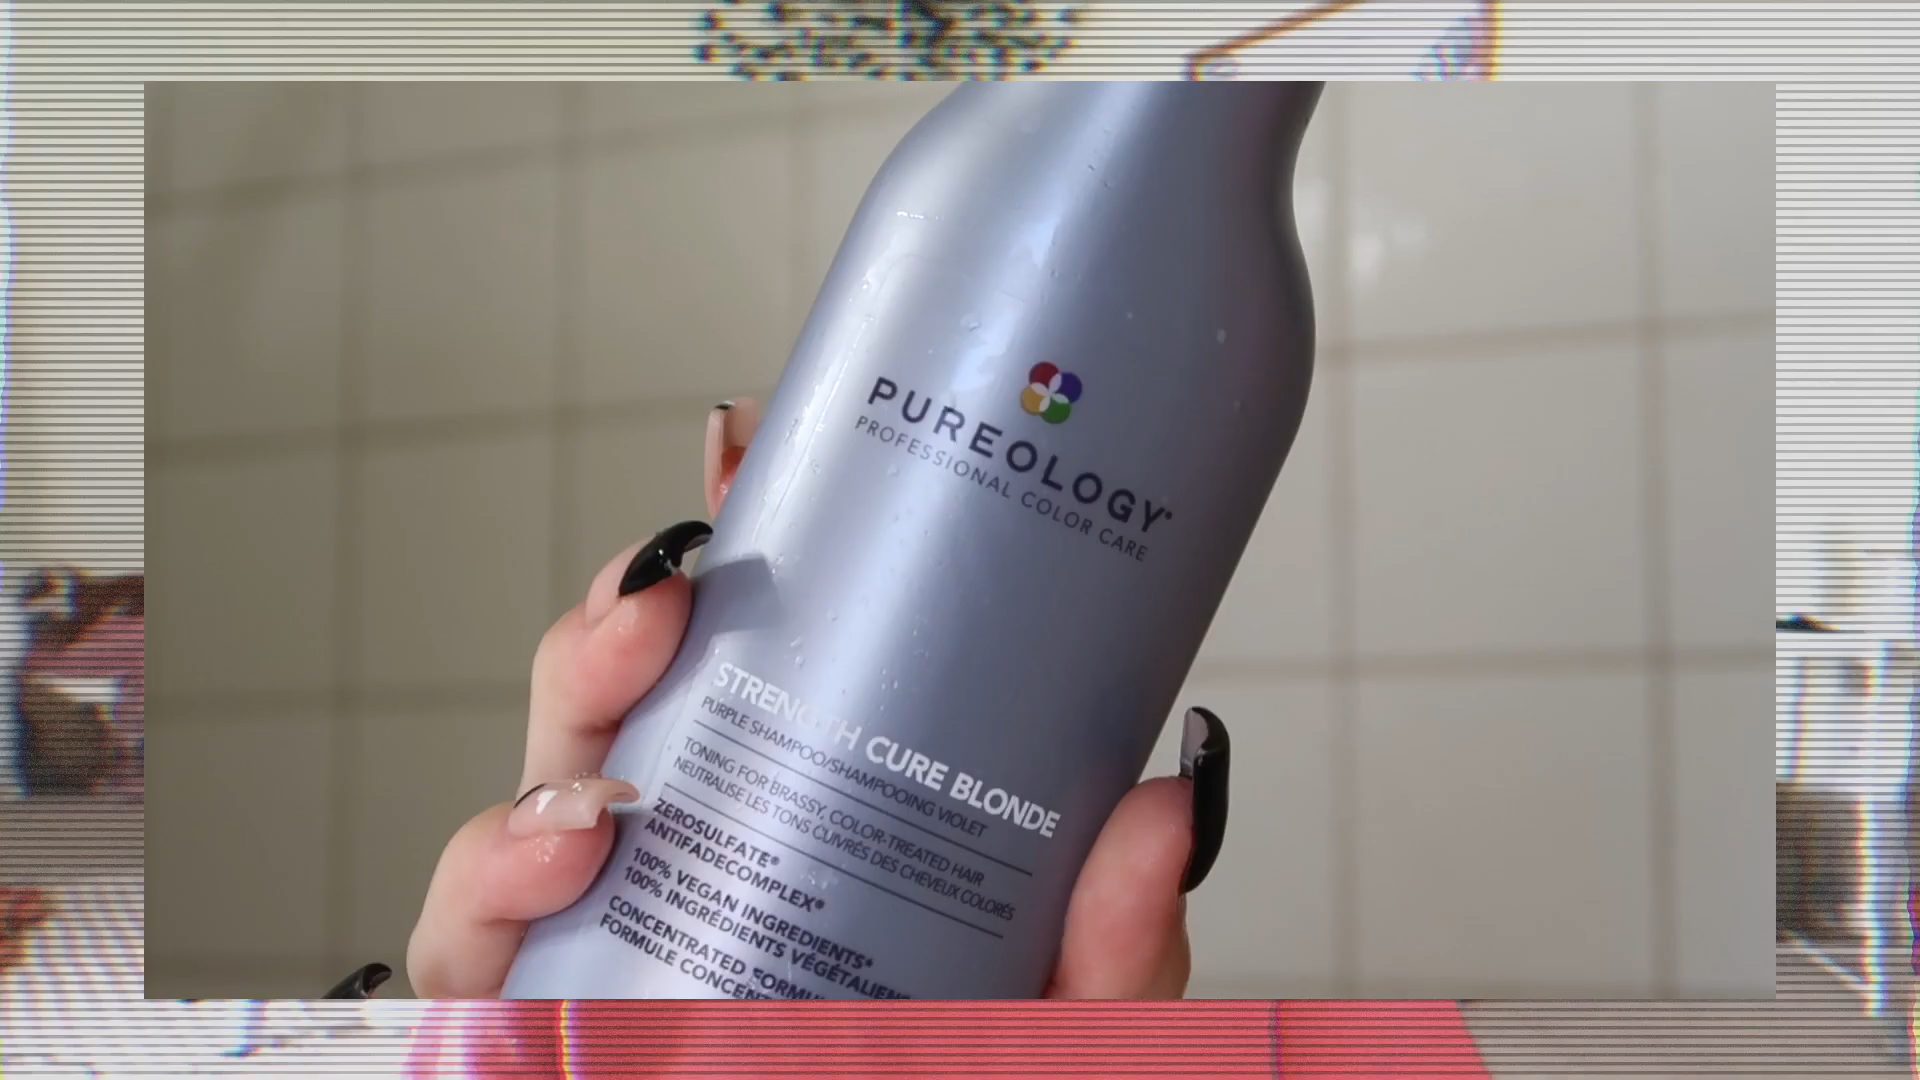 PUREOLOGY®
PROFESSIONAL COLOR CARE
STRENGTH CURE BLONDE
PURPLE SHAMPOO/SHAMPOOING VIOLET
TONING FOR BRASSY, COLOR-TREATED HAIR
NEUTRALISE LES TONS CUIVRÉS DES CHEVEUX COLORÉS
ZEROSULFATE®
ANTIFADECOMPLEX®
100% VEGAN INGREDIENTS*
100% INGRÉDIENTS VÉGÉTALIENS
CONCENTRATED
FORMULE